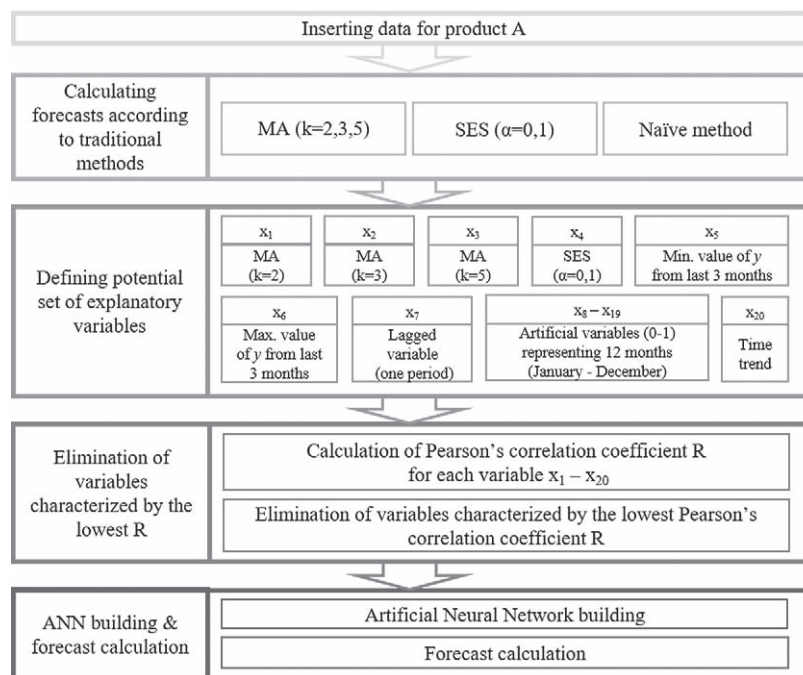 Inserting data for product A
Calculating
forecasts according
to traditional
methods
MA (k=2,3,5)
SES (α=0,1)
Naïve method
Defining potential
set of explanatory
variables
x₁
MA
(k=2)
x₂
MA
(k=3)
x₃
MA
(k=5)
x₄
SES
(α=0,1)
x₅
Min. value of y
from last 3 months
x₆
Max. value
of y from last
3 months
x₇
Lagged
variable
(one period)
x₈ – x₁₉
Artificial variables (0-1)
representing 12 months
(January - December)
x₂₀
Time
trend
Elimination of
variables
characterized by the
lowest R
Calculation of Pearson's correlation coefficient R
for each variable x₁ – x₂₀
Elimination of variables characterized by the lowest Pearson's
correlation coefficient R
ANN building &
forecast calculation
Artificial Neural Network building
Forecast calculation